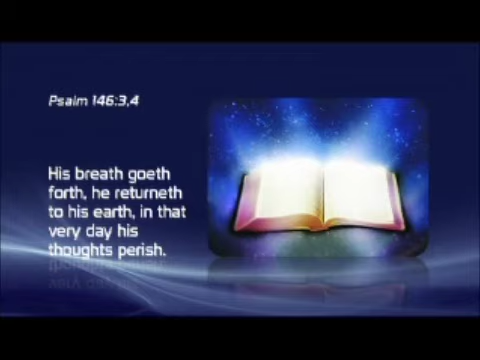 Psalm 146:3,4
His breath goeth
forth, he returneth
to his earth, in that
very day his
thoughts perish.